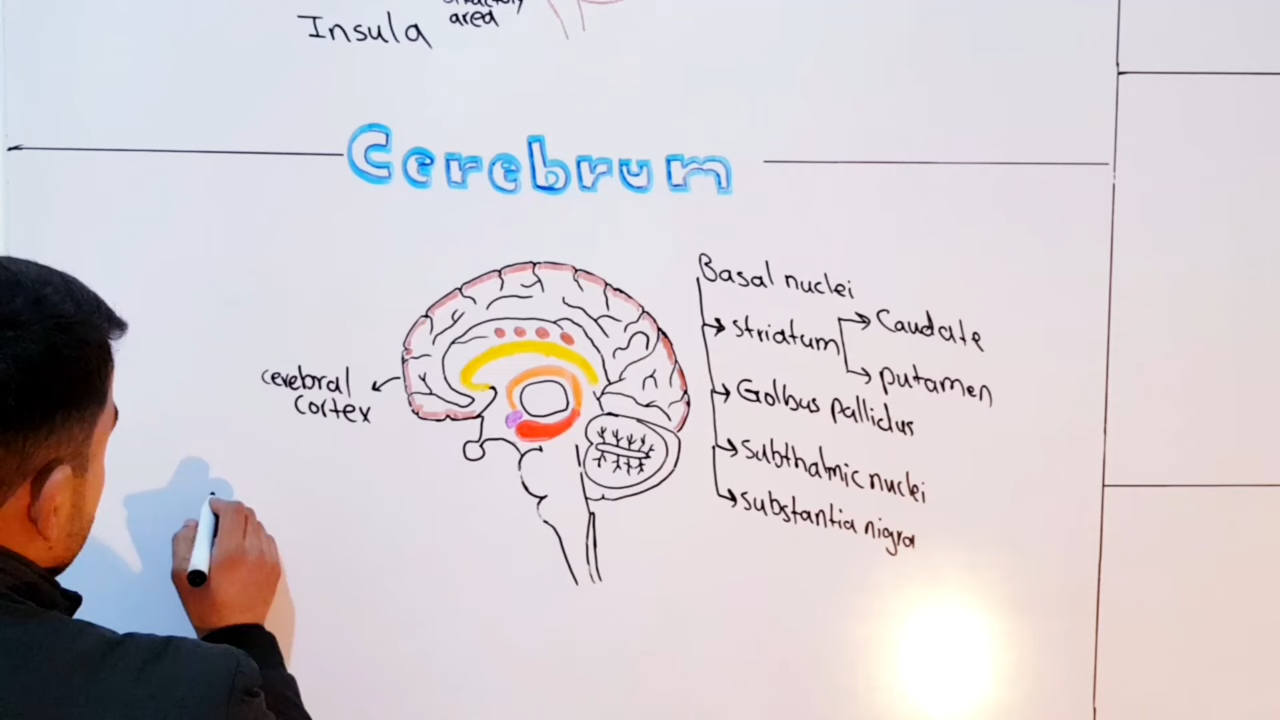 area
Insula
Cerebrum
Basal nuclei
striatum
Caudate
putamen
Golbus pallidus
Subthalmic nuclei
substantia nigra
cerebral
cortex